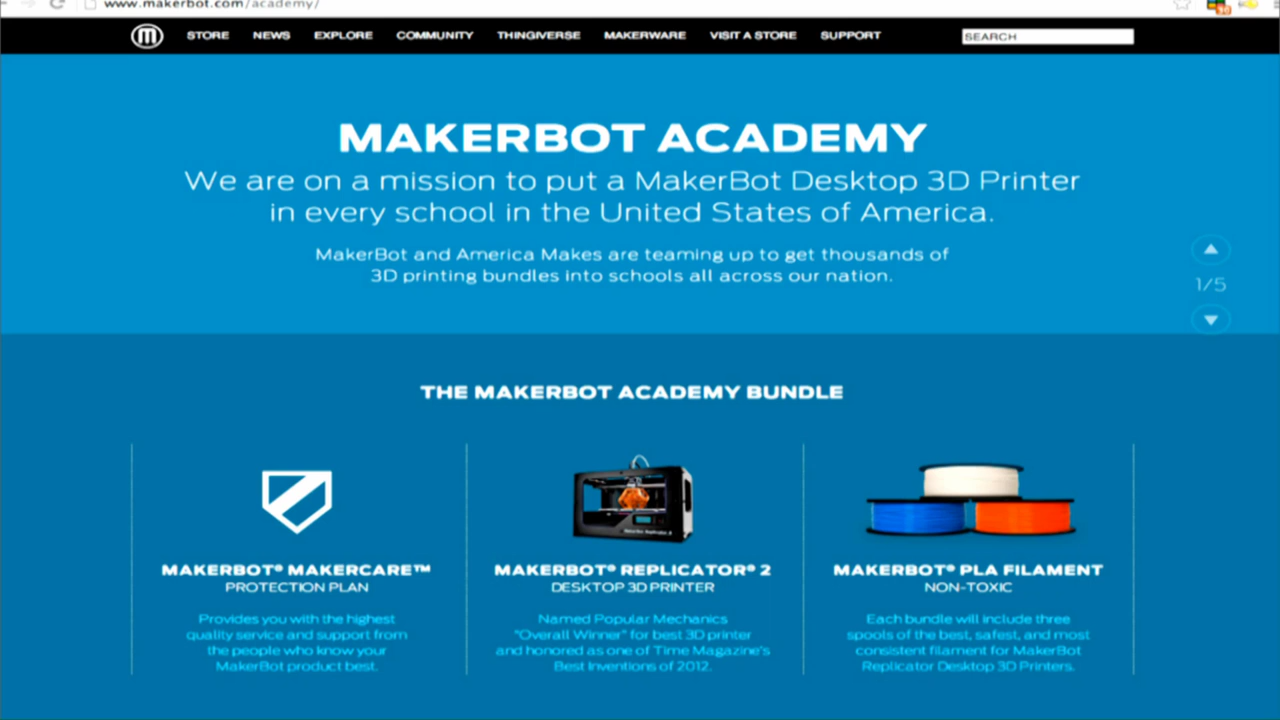 www.makerbot.com/academy/
STORE NEWS EXPLORE COMMUNITY THINGIVERSE MAKERWARE VISIT A STORE SUPPORT SEARCH
MAKERBOT ACADEMY
We are on a mission to put a MakerBot Desktop 3D Printer
in every school in the United States of America.
MakerBot and America Makes are teaming up to get thousands of
3D printing bundles into schools all across our nation.
1/5
THE MAKERBOT ACADEMY BUNDLE
MAKERBOT® MAKERCARE™
PROTECTION PLAN
Provides you with the highest
quality service and support from
the people who know your
MakerBot product best.
MAKERBOT® REPLICATOR® 2
DESKTOP 3D PRINTER
Named Popular Mechanics
"Overall Winner" for best 3D printer
and honored as one of Time Magazine's
Best Inventions of 2012.
MAKERBOT® PLA FILAMENT
NON-TOXIC
Each bundle will include three
spools of the best, safest, and most
consistent filament for MakerBot
Replicator Desktop 3D Printers.